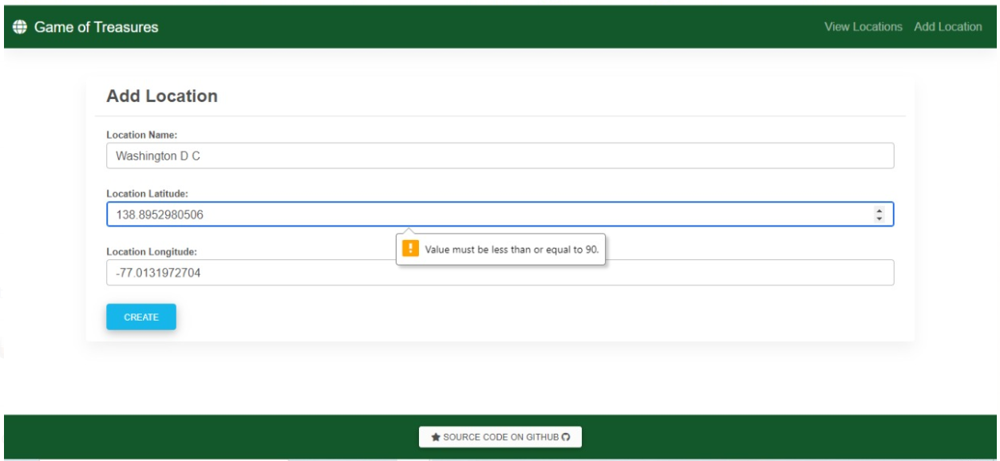 Game of Treasures
View Locations Add Location
Add Location
Location Name:
Washington D C
Location Latitude:
138.8952980506
Value must be less than or equal to 90.
Location Longitude:
-77.0131972704
CREATE
SOURCE CODE ON GITHUB